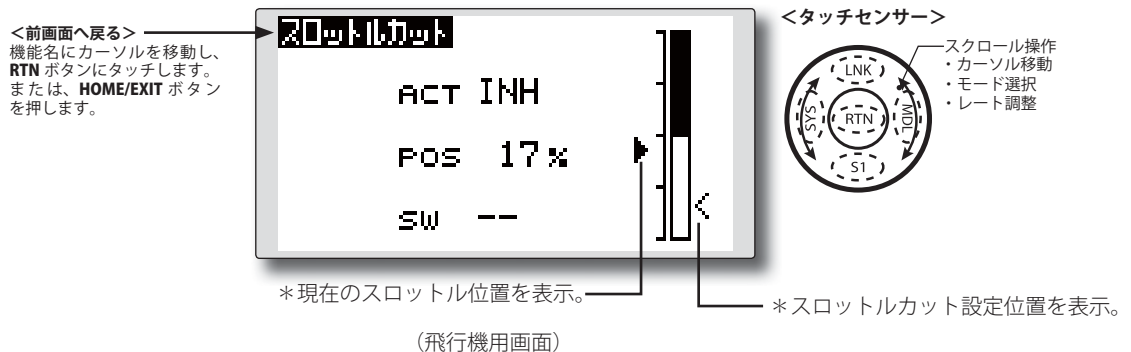 <前画面へ戻る>
機能名にカーソルを移動し、
RTN ボタンにタッチします。
または、HOME/EXIT ボタン
を押します。
スロットルカット
ACT INH
POS 17%
SW --
<タッチセンサー>
LNK
SYS
RTN
MDL
S1
スクロール操作
・カーソル移動
・モード選択
・レート調整
＊現在のスロットル位置を表示。
＊スロットルカット設定位置を表示。
（飛行機用画面）